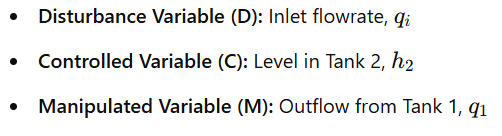 • Disturbance Variable (D): Inlet flowrate, qᵢ
• Controlled Variable (C): Level in Tank 2, h₂
• Manipulated Variable (M): Outflow from Tank 1, q₁